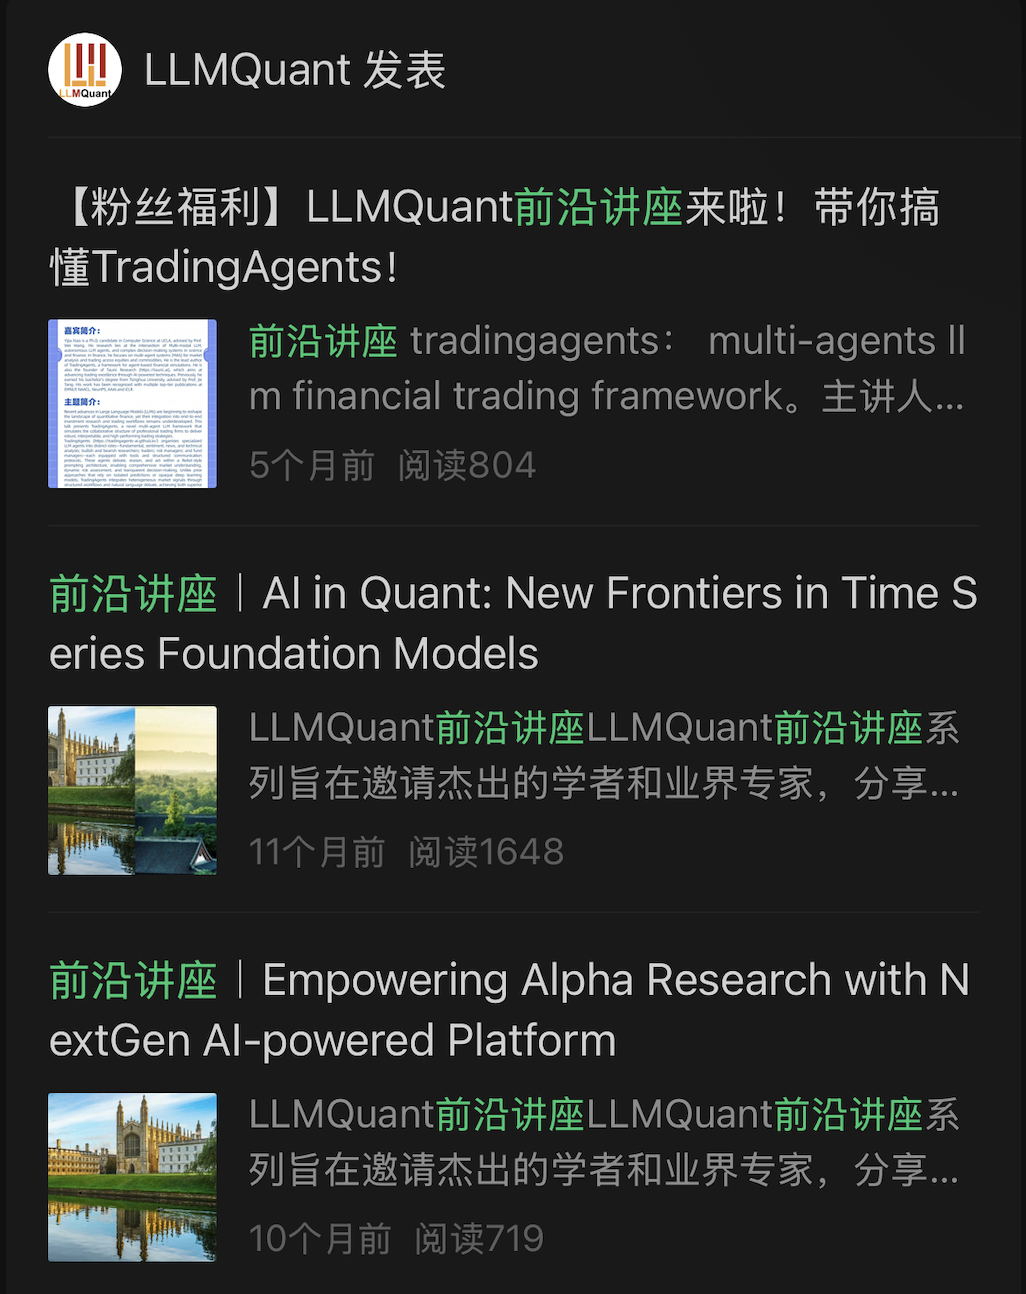 LLMQuant
LLMQuant 发表
【粉丝福利】LLMQuant前沿讲座来啦！带你搞
懂TradingAgents！
嘉宾简介：
主题简介：
前沿讲座 tradingagents： multi-agents ll
m financial trading framework。主讲人...
5个月前 阅读804
前沿讲座｜AI in Quant: New Frontiers in Time S
eries Foundation Models
LLMQuant前沿讲座LLMQuant前沿讲座系
列旨在邀请杰出的学者和业界专家，分享...
11个月前 阅读1648
前沿讲座｜Empowering Alpha Research with N
extGen AI-powered Platform
LLMQuant前沿讲座LLMQuant前沿讲座系
列旨在邀请杰出的学者和业界专家，分享...
10个月前 阅读719